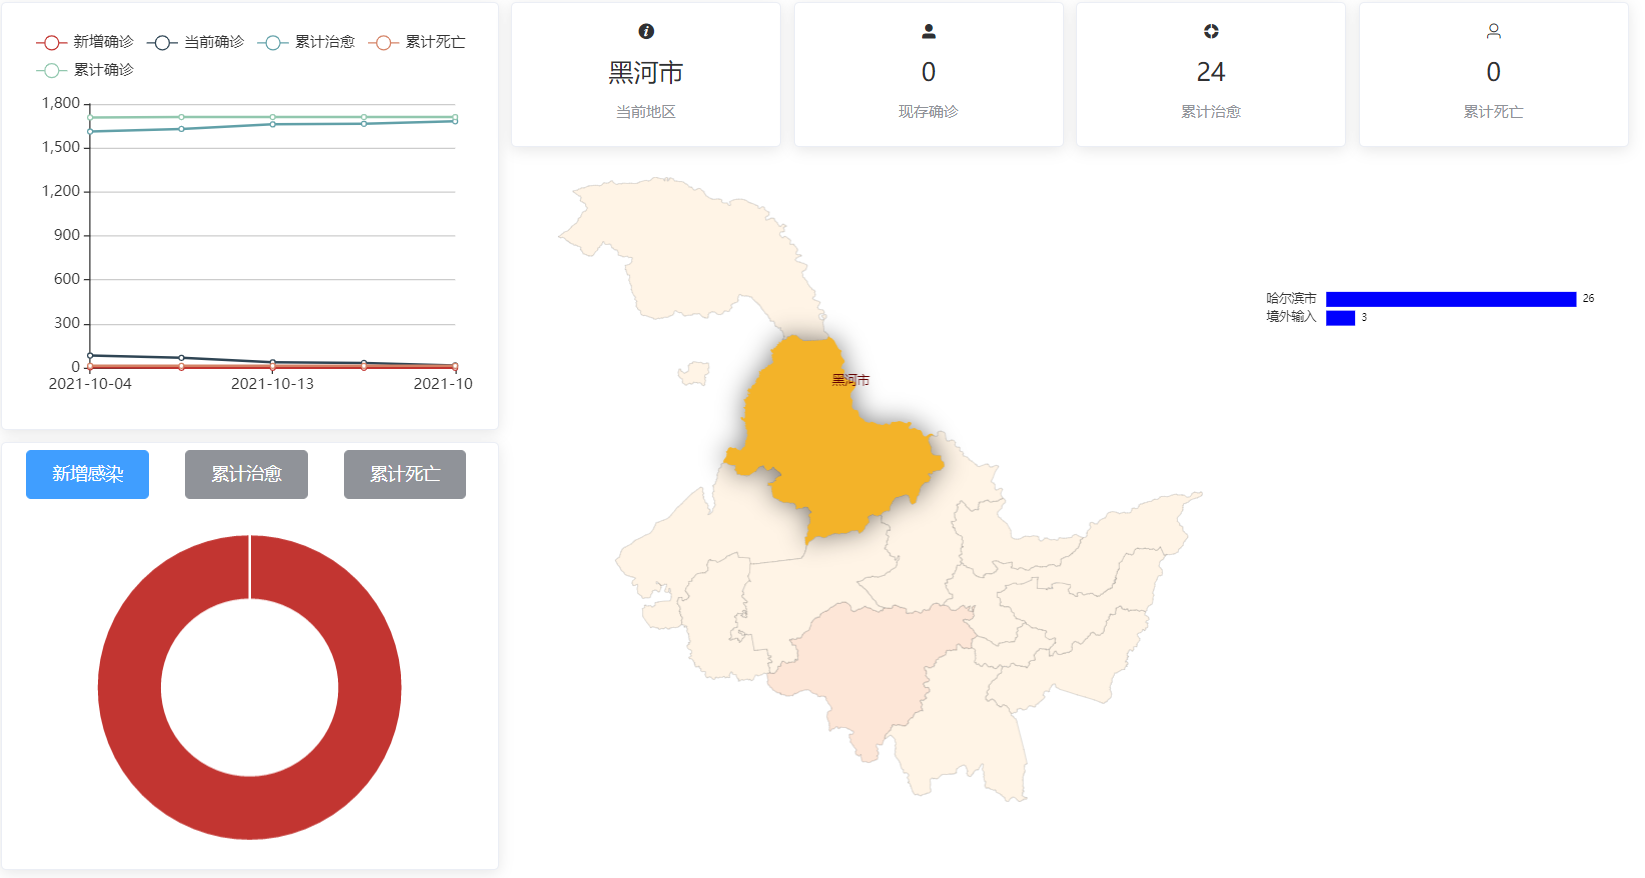 新增确诊 当前确诊 累计治愈 累计死亡
累计确诊
1,800
1,500
1,200
900
600
300
0
2021-10-04 2021-10-13 2021-10
新增感染 累计治愈 累计死亡
黑河市
当前地区
0
现存确诊
24
累计治愈
0
累计死亡
黑河市
哈尔滨市 26
境外输入 3